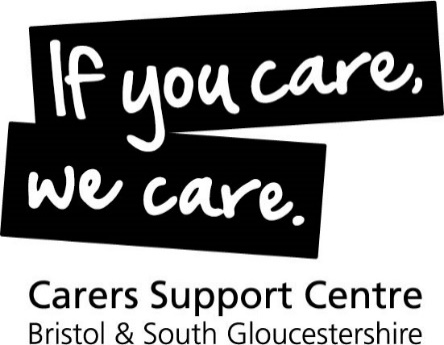 If you care,
we care.
Carers Support Centre
Bristol & South Gloucestershire